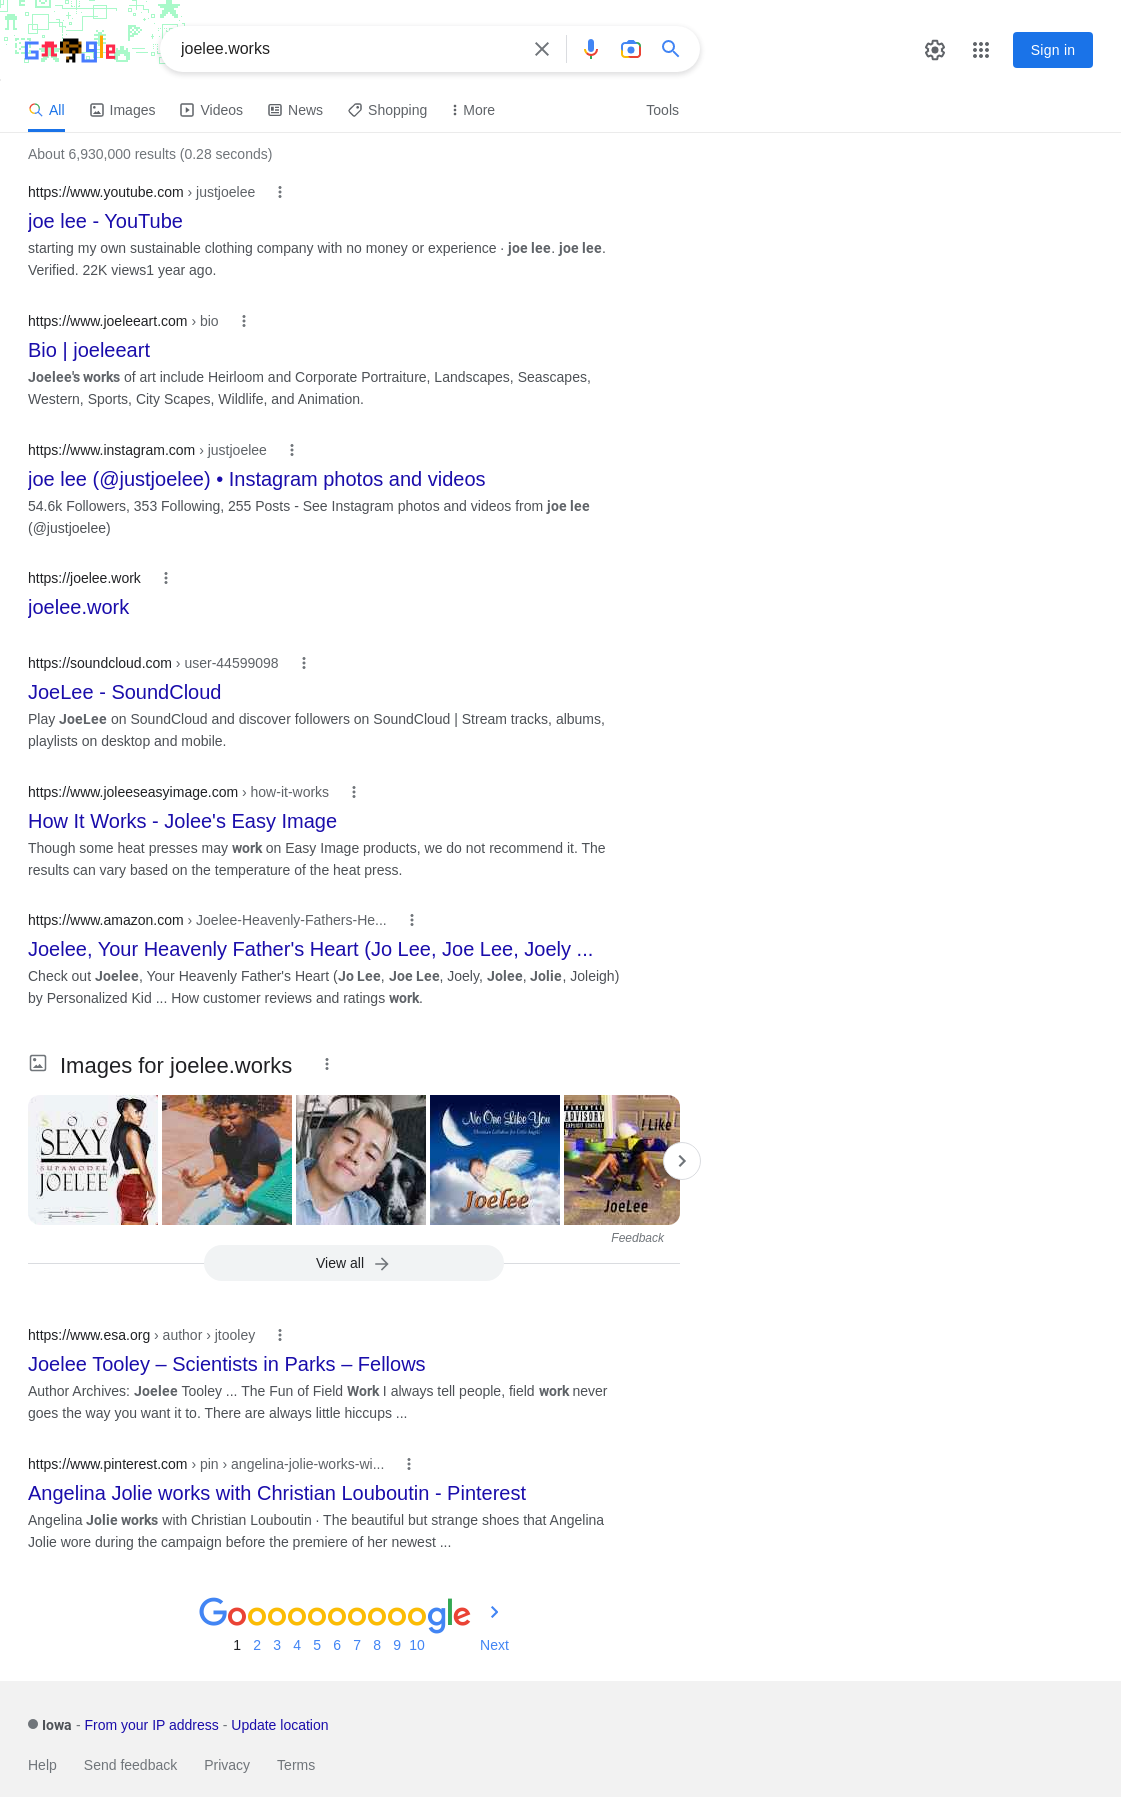 Google
joelee.works
Sign in
All Images Videos News Shopping More Tools
About 6,930,000 results (0.28 seconds)
https://www.youtube.com › justjoelee
joe lee - YouTube
starting my own sustainable clothing company with no money or experience · joe lee. joe lee.
Verified. 22K views1 year ago.
https://www.joeleeart.com › bio
Bio | joeleeart
Joelee's works of art include Heirloom and Corporate Portraiture, Landscapes, Seascapes,
Western, Sports, City Scapes, Wildlife, and Animation.
https://www.instagram.com › justjoelee
joe lee (@justjoelee) • Instagram photos and videos
54.6k Followers, 353 Following, 255 Posts - See Instagram photos and videos from joe lee
(@justjoelee)
https://joelee.work
joelee.work
https://soundcloud.com › user-44599098
JoeLee - SoundCloud
Play JoeLee on SoundCloud and discover followers on SoundCloud | Stream tracks, albums,
playlists on desktop and mobile.
https://www.joleeseasyimage.com › how-it-works
How It Works - Jolee's Easy Image
Though some heat presses may work on Easy Image products, we do not recommend it. The
results can vary based on the temperature of the heat press.
https://www.amazon.com › Joelee-Heavenly-Fathers-He...
Joelee, Your Heavenly Father's Heart (Jo Lee, Joe Lee, Joely ...
Check out Joelee, Your Heavenly Father's Heart (Jo Lee, Joe Lee, Joely, Jolee, Jolie, Joleigh)
by Personalized Kid ... How customer reviews and ratings work.
Images for joelee.works
SOO
SEXY
SUPAMODEL
JOELEE
No One Like You
Christian Lullabies for Little Angels
Joelee
PARENTAL
ADVISORY
EXPLICIT CONTENT
I Like
JoeLee
Feedback
View all
https://www.esa.org › author › jtooley
Joelee Tooley – Scientists in Parks – Fellows
Author Archives: Joelee Tooley ... The Fun of Field Work I always tell people, field work never
goes the way you want it to. There are always little hiccups ...
https://www.pinterest.com › pin › angelina-jolie-works-wi...
Angelina Jolie works with Christian Louboutin - Pinterest
Angelina Jolie works with Christian Louboutin · The beautiful but strange shoes that Angelina
Jolie wore during the campaign before the premiere of her newest ...
Goooooooooogle
1 2 3 4 5 6 7 8 9 10 Next
Iowa - From your IP address - Update location
Help Send feedback Privacy Terms